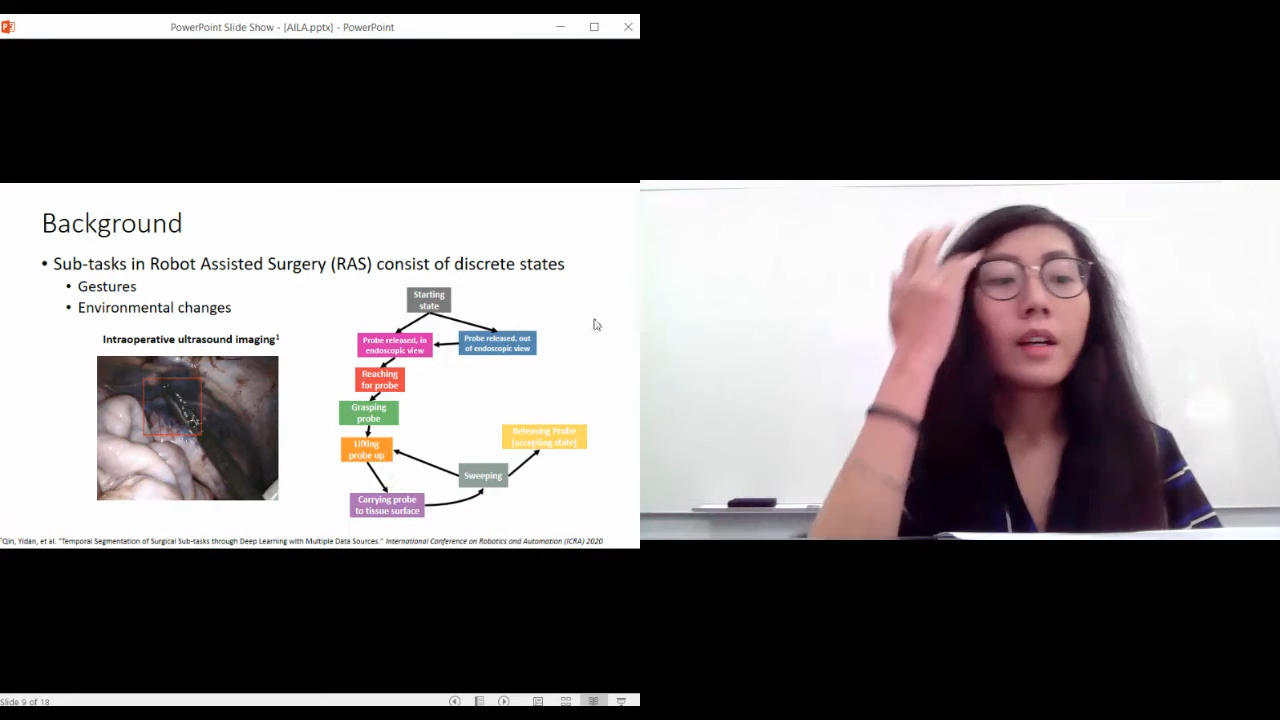 PowerPoint Slide Show - [AILA.pptx] - PowerPoint
Background
• Sub-tasks in Robot Assisted Surgery (RAS) consist of discrete states
• Gestures
• Environmental changes
Intraoperative ultrasound imaging¹
Starting
state
Probe released, in
endoscopic view
Probe released, out
of endoscopic view
Reaching
for probe
Grasping
probe
Lifting
probe up
Releasing Probe
(accepting state)
Sweeping
Carrying probe
to tissue surface
¹Qin, Yidan, et al. "Temporal Segmentation of Surgical Sub-tasks through Deep Learning with Multiple Data Sources." International Conference on Robotics and Automation (ICRA) 2020
Slide 9 of 18